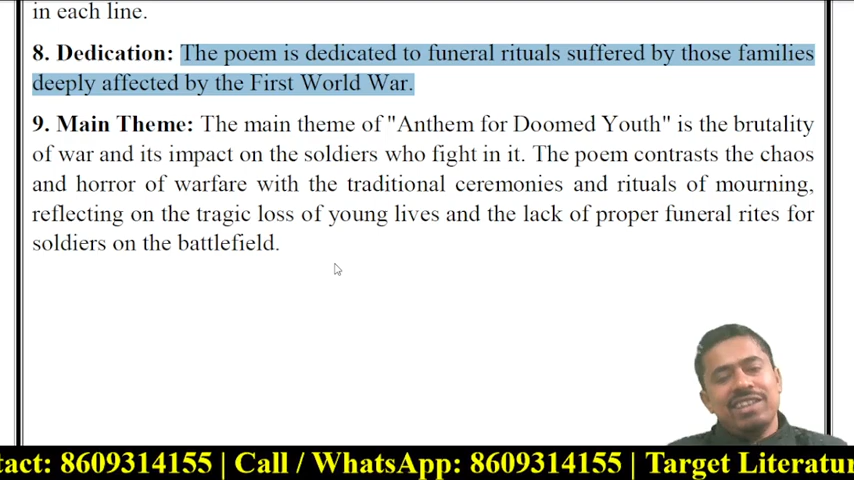 in each line.
8. Dedication: The poem is dedicated to funeral rituals suffered by those families
deeply affected by the First World War.
9. Main Theme: The main theme of "Anthem for Doomed Youth" is the brutality
of war and its impact on the soldiers who fight in it. The poem contrasts the chaos
and horror of warfare with the traditional ceremonies and rituals of mourning,
reflecting on the tragic loss of young lives and the lack of proper funeral rites for
soldiers on the battlefield.
tact: 8609314155 | Call / WhatsApp: 8609314155 | Target Literatur